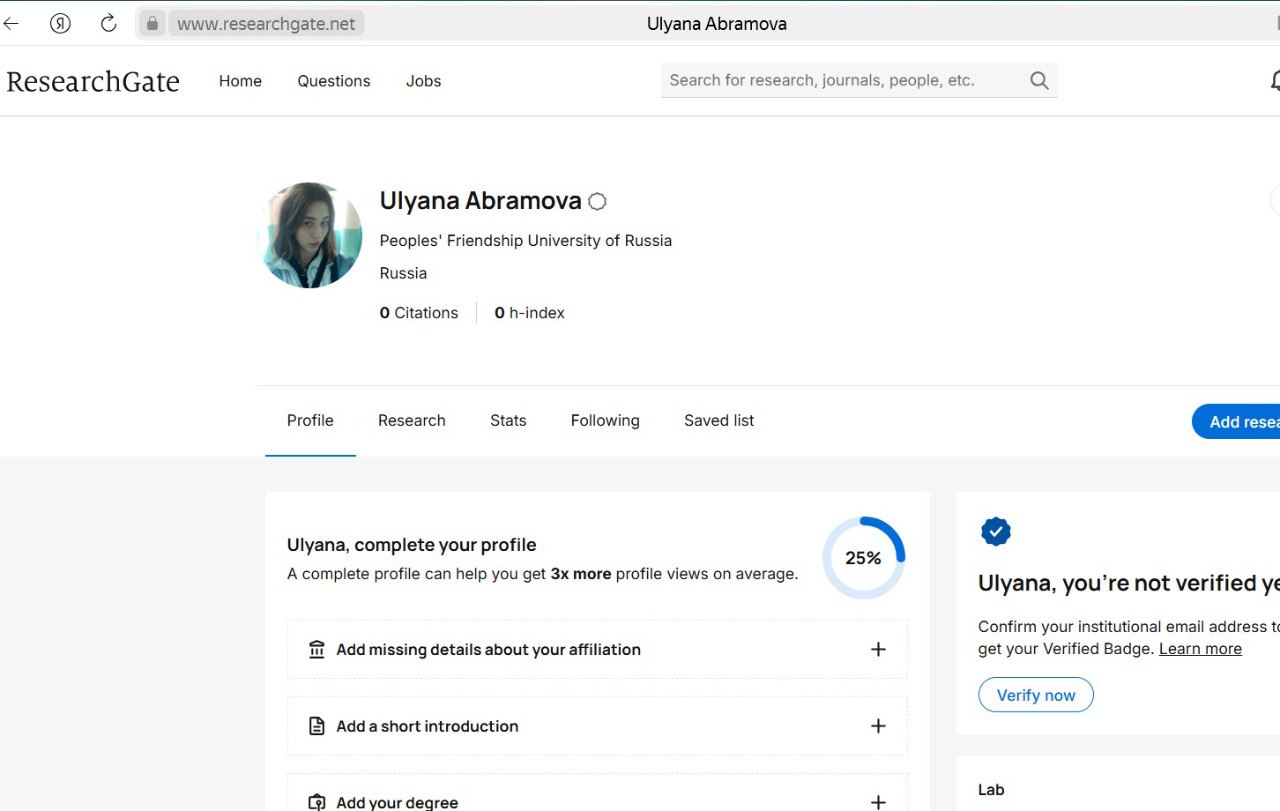 Я
www.researchgate.net
Ulyana Abramova
ResearchGate
Home
Questions
Jobs
Search for research, journals, people, etc.
Ulyana Abramova
Peoples' Friendship University of Russia
Russia
0 Citations
0 h-index
Profile
Research
Stats
Following
Saved list
Add resea
Ulyana, complete your profile
A complete profile can help you get 3x more profile views on average.
25%
Add missing details about your affiliation
Add a short introduction
Add your degree
Ulyana, you're not verified ye
Confirm your institutional email address to
get your Verified Badge. Learn more
Verify now
Lab